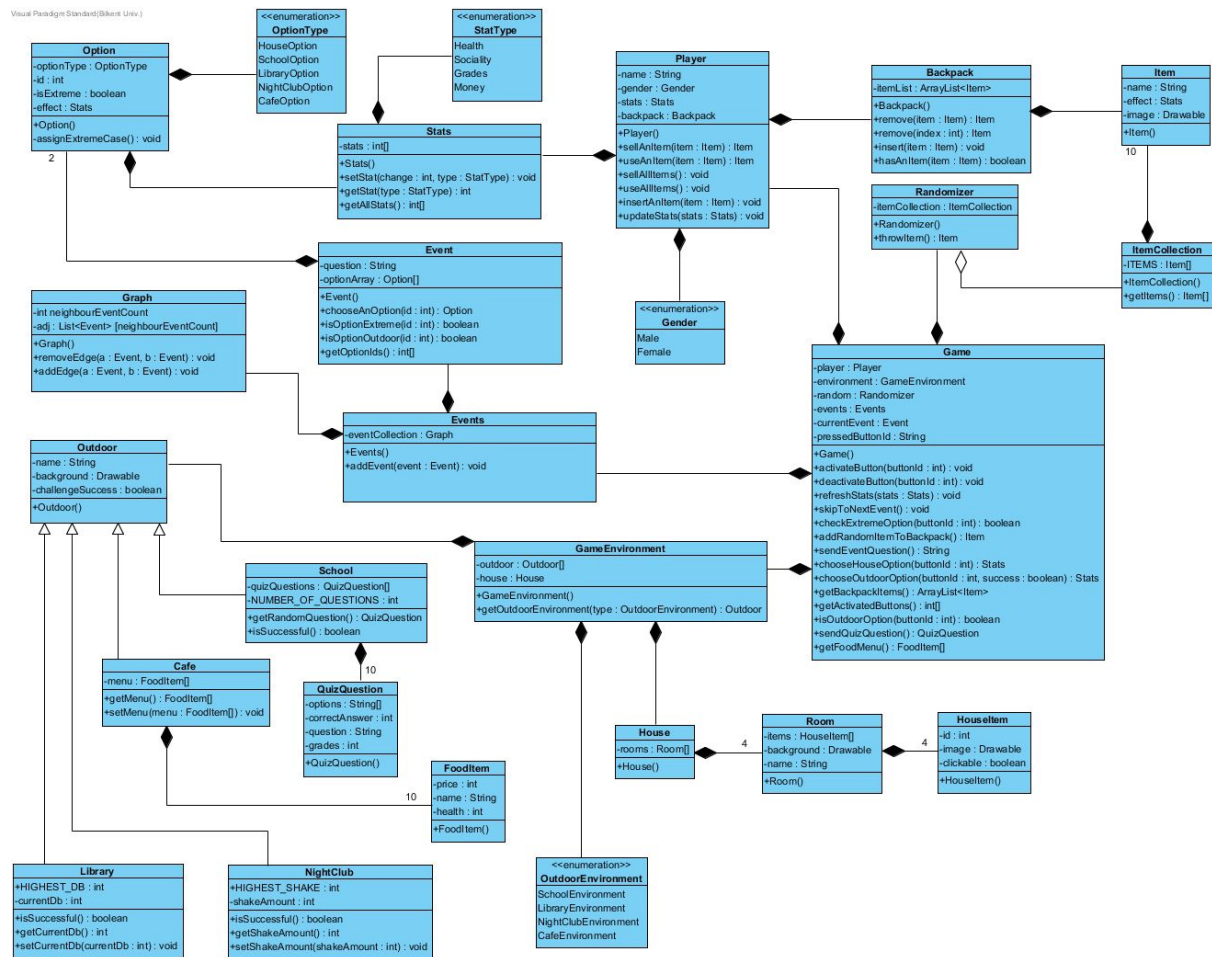 Visual Paradigm Standard(Bilkent Univ.)
Option
-optionType : OptionType
-id : int
-isExtreme : boolean
-effect : Stats
+Option()
-assignExtremeCase() : void
2
<<enumeration>>
OptionType
HouseOption
SchoolOption
LibraryOption
NightClubOption
CafeOption
<<enumeration>>
StatType
Health
Sociality
Grades
Money
Stats
-stats : int[]
+Stats()
+setStat(change : int, type : StatType) : void
+getStat(type : StatType) : int
+getAllStats() : int[]
Player
-name : String
-gender : Gender
-stats : Stats
-backpack : Backpack
+Player()
+sellAnItem(item : Item) : Item
+useAnItem(item : Item) : Item
+sellAllItems() : void
+useAllItems() : void
+insertAnItem(item : Item) : void
+updateStats(stats : Stats) : void
Backpack
-itemList : ArrayList<Item>
+Backpack()
+remove(item : Item) : Item
+remove(index : int) : Item
+insert(item : Item) : void
+hasAnItem(item : Item) : boolean
Item
-name : String
-effect : Stats
-image : Drawable
+Item()
10
Randomizer
-itemCollection : ItemCollection
+Randomizer()
+throwItem() : Item
ItemCollection
-ITEMS : Item[]
+ItemCollection()
+getItems() : Item[]
Event
-question : String
-optionArray : Option[]
+Event()
+chooseAnOption(id : int) : Option
+isOptionExtreme(id : int) : boolean
+isOptionOutdoor(id : int) : boolean
+getOptionIds() : int[]
Graph
-int neighbourEventCount
-adj : List<Event> [neighbourEventCount]
+Graph()
+removeEdge(a : Event, b : Event) : void
+addEdge(a : Event, b : Event) : void
<<enumeration>>
Gender
Male
Female
Game
-player : Player
-environment : GameEnvironment
-random : Randomizer
-events : Events
-currentEvent : Event
-pressedButtonId : String
+Game()
+activateButton(buttonId : int) : void
+deactivateButton(buttonId : int) : void
+refreshStats(stats : Stats) : void
+skipToNextEvent() : void
+checkExtremeOption(buttonId : int) : boolean
+addRandomItemToBackpack() : Item
+sendEventQuestion() : String
+chooseHouseOption(buttonId : int) : Stats
+chooseOutdoorOption(buttonId : int, success : boolean) : Stats
+getBackpackItems() : ArrayList<Item>
+getActivatedButtons() : int[]
+isOutdoorOption(buttonId : int) : boolean
+sendQuizQuestion() : QuizQuestion
+getFoodMenu() : FoodItem[]
Events
-eventCollection : Graph
+Events()
+addEvent(event : Event) : void
Outdoor
-name : String
-background : Drawable
-challengeSuccess : boolean
+Outdoor()
GameEnvironment
-outdoor : Outdoor[]
-house : House
+GameEnvironment()
+getOutdoorEnvironment(type : OutdoorEnvironment) : Outdoor
School
-quizQuestions : QuizQuestion[]
-NUMBER_OF_QUESTIONS : int
+getRandomQuestion() : QuizQuestion
+isSuccessful() : boolean
10
Cafe
-menu : FoodItem[]
+getMenu() : FoodItem[]
+setMenu(menu : FoodItem[]) : void
QuizQuestion
-options : String[]
-correctAnswer : int
-question : String
-grades : int
+QuizQuestion()
10
FoodItem
-price : int
-name : String
-health : int
+FoodItem()
House
-rooms : Room[]
+House()
4
Room
-items : HouseItem[]
-background : Drawable
-name : String
+Room()
4
HouseItem
-id : int
-image : Drawable
-clickable : boolean
+HouseItem()
Library
+HIGHEST_DB : int
-currentDb : int
+isSuccessful() : boolean
+getCurrentDb() : int
+setCurrentDb(currentDb : int) : void
NightClub
+HIGHEST_SHAKE : int
-shakeAmount : int
+isSuccessful() : boolean
+getShakeAmount() : int
+setShakeAmount(shakeAmount : int) : void
<<enumeration>>
OutdoorEnvironment
SchoolEnvironment
LibraryEnvironment
NightClubEnvironment
CafeEnvironment